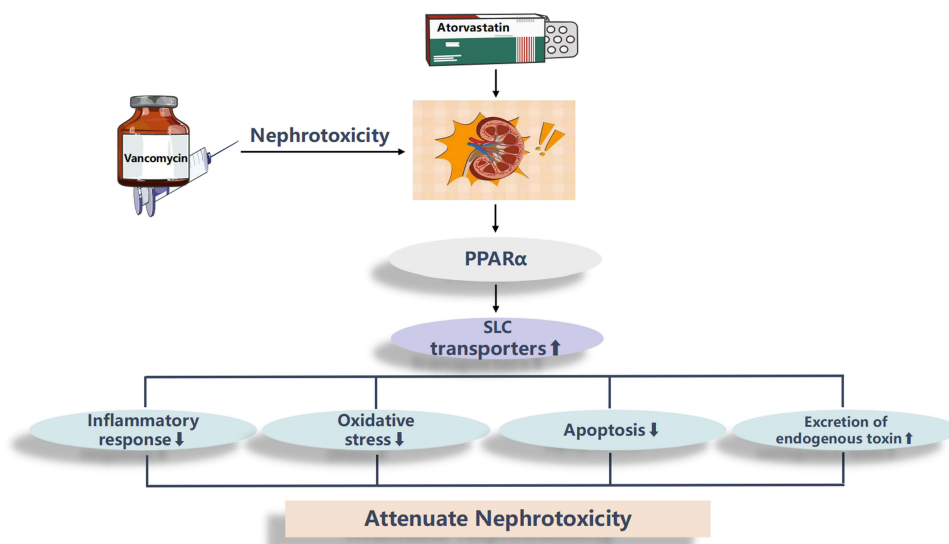 Atorvastatin
Vancomycin
Nephrotoxicity
PPARα
SLC
transporters⬆
Inflammatory
response⬇
Oxidative
stress⬇
Apoptosis⬇
Excretion of
endogenous toxin⬆
Attenuate Nephrotoxicity